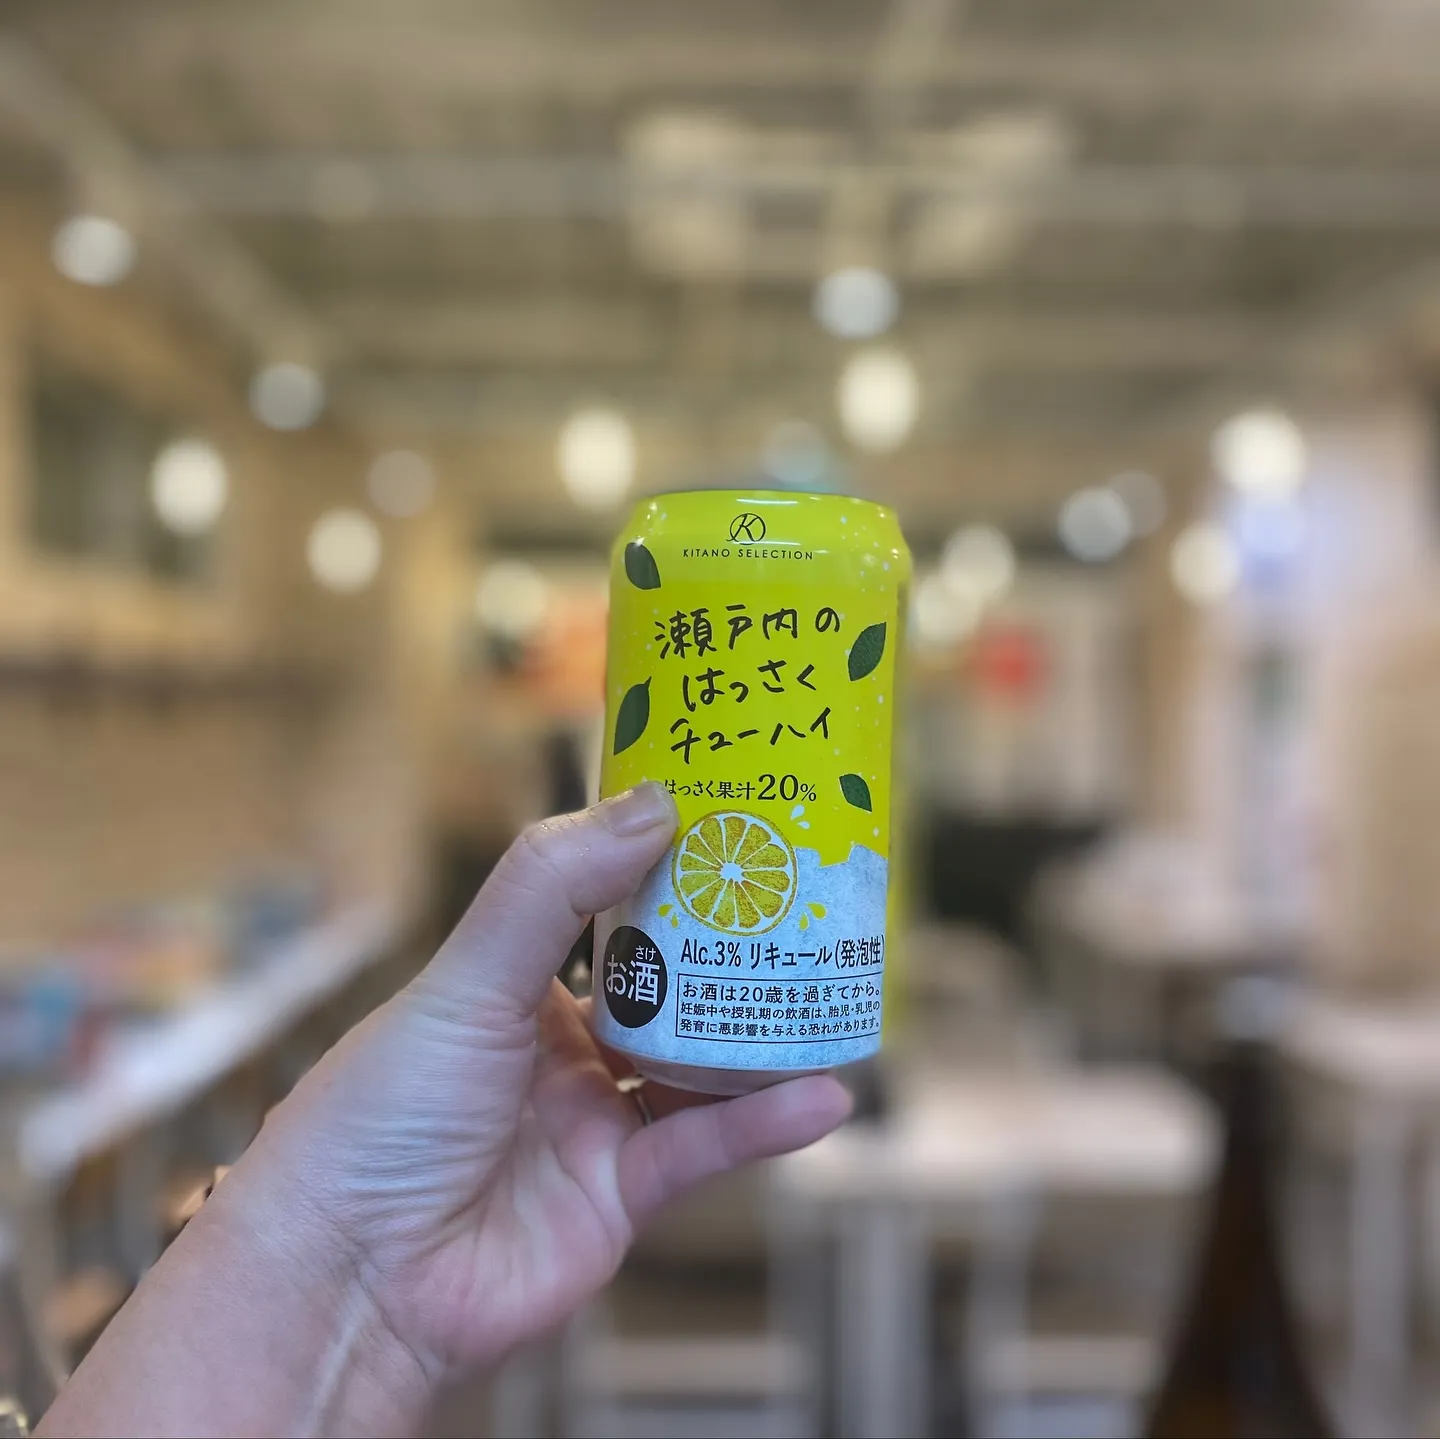 K
KITANO SELECTION
瀬戸内の
はっさく
チューハイ
はっさく果汁20%
Alc.3% リキュール(発泡性)
さけ
お酒
お酒は20歳を過ぎてから。
妊娠中や授乳期の飲酒は、胎児・乳児の
発育に悪影響を与える恐れがあります。